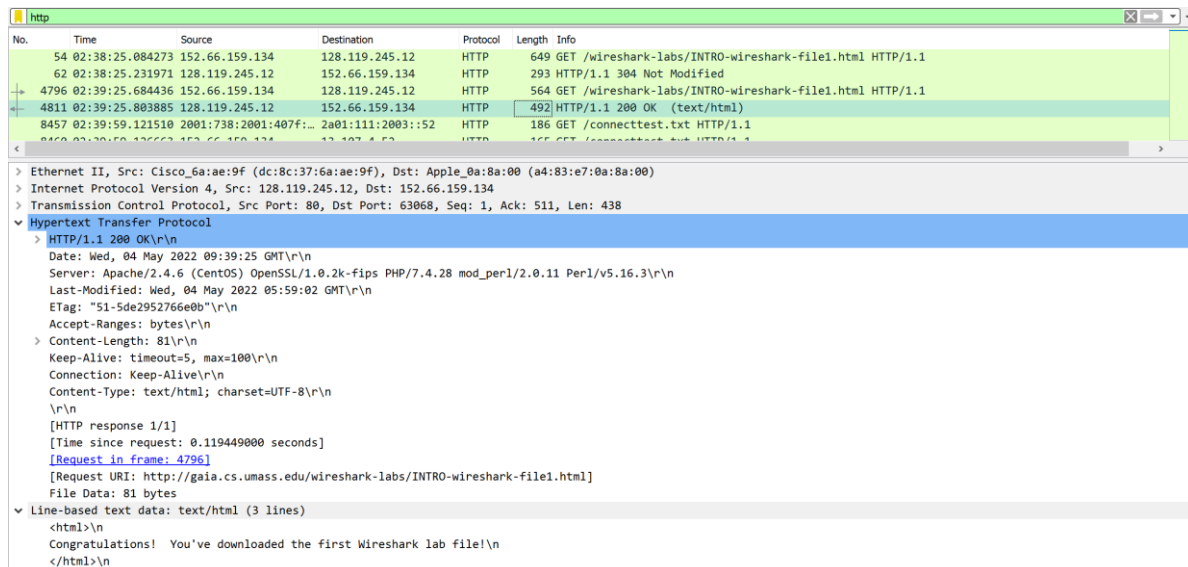 http
No. Time Source Destination Protocol Length Info
54 02:38:25.084273 152.66.159.134 128.119.245.12 HTTP 649 GET /wireshark-labs/INTRO-wireshark-file1.html HTTP/1.1
62 02:38:25.231971 128.119.245.12 152.66.159.134 HTTP 293 HTTP/1.1 304 Not Modified
4796 02:39:25.684436 152.66.159.134 128.119.245.12 HTTP 564 GET /wireshark-labs/INTRO-wireshark-file1.html HTTP/1.1
4811 02:39:25.803885 128.119.245.12 152.66.159.134 HTTP 492 HTTP/1.1 200 OK (text/html)
8457 02:39:59.121510 2001:738:2001:407f:… 2a01:111:2003::52 HTTP 186 GET /connecttest.txt HTTP/1.1
Ethernet II, Src: Cisco_6a:ae:9f (dc:8c:37:6a:ae:9f), Dst: Apple_0a:8a:00 (a4:83:e7:0a:8a:00)
Internet Protocol Version 4, Src: 128.119.245.12, Dst: 152.66.159.134
Transmission Control Protocol, Src Port: 80, Dst Port: 63068, Seq: 1, Ack: 511, Len: 438
Hypertext Transfer Protocol
HTTP/1.1 200 OK\r\n
Date: Wed, 04 May 2022 09:39:25 GMT\r\n
Server: Apache/2.4.6 (CentOS) OpenSSL/1.0.2k-fips PHP/7.4.28 mod_perl/2.0.11 Perl/v5.16.3\r\n
Last-Modified: Wed, 04 May 2022 05:59:02 GMT\r\n
ETag: "51-5de2952766e0b"\r\n
Accept-Ranges: bytes\r\n
Content-Length: 81\r\n
Keep-Alive: timeout=5, max=100\r\n
Connection: Keep-Alive\r\n
Content-Type: text/html; charset=UTF-8\r\n
\r\n
[HTTP response 1/1]
[Time since request: 0.119449000 seconds]
[Request in frame: 4796]
[Request URI: http://gaia.cs.umass.edu/wireshark-labs/INTRO-wireshark-file1.html]
File Data: 81 bytes
Line-based text data: text/html (3 lines)
<html>\n
Congratulations!  You've downloaded the first Wireshark lab file!\n
</html>\n